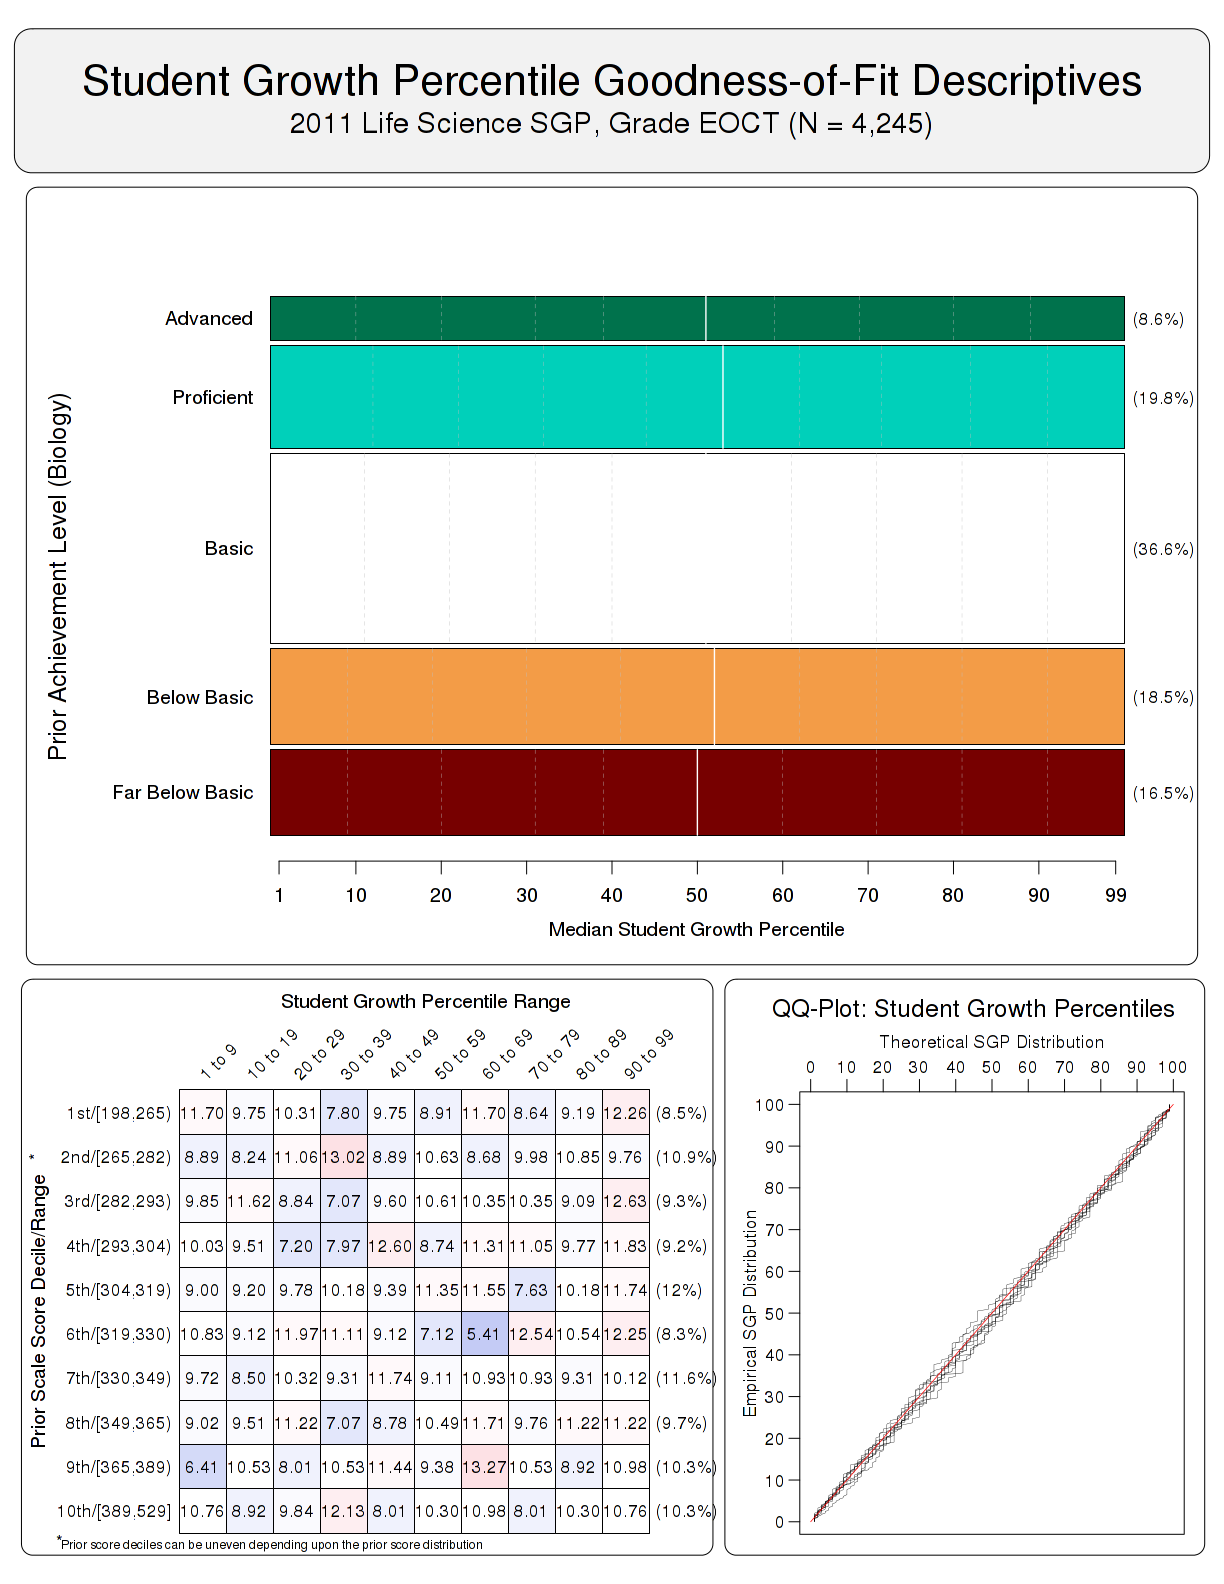 Student Growth Percentile Goodness-of-Fit Descriptives
2011 Life Science SGP, Grade EOCT (N = 4,245)
Prior Achievement Level (Biology)
Advanced (8.6%)
Proficient (19.8%)
Basic (36.6%)
Below Basic (18.5%)
Far Below Basic (16.5%)
1 10 20 30 40 50 60 70 80 90 99
Median Student Growth Percentile
Student Growth Percentile Range
1 to 9 10 to 19 20 to 29 30 to 39 40 to 49 50 to 59 60 to 69 70 to 79 80 to 89 90 to 99
Prior Scale Score Decile/Range *
1st/[198,265) 11.70 9.75 10.31 7.80 9.75 8.91 11.70 8.64 9.19 12.26 (8.5%)
2nd/[265,282) 8.89 8.24 11.06 13.02 8.89 10.63 8.68 9.98 10.85 9.76 (10.9%)
3rd/[282,293) 9.85 11.62 8.84 7.07 9.60 10.61 10.35 10.35 9.09 12.63 (9.3%)
4th/[293,304) 10.03 9.51 7.20 7.97 12.60 8.74 11.31 11.05 9.77 11.83 (9.2%)
5th/[304,319) 9.00 9.20 9.78 10.18 9.39 11.35 11.55 7.63 10.18 11.74 (12%)
6th/[319,330) 10.83 9.12 11.97 11.11 9.12 7.12 5.41 12.54 10.54 12.25 (8.3%)
7th/[330,349) 9.72 8.50 10.32 9.31 11.74 9.11 10.93 10.93 9.31 10.12 (11.6%)
8th/[349,365) 9.02 9.51 11.22 7.07 8.78 10.49 11.71 9.76 11.22 11.22 (9.7%)
9th/[365,389) 6.41 10.53 8.01 10.53 11.44 9.38 13.27 10.53 8.92 10.98 (10.3%)
10th/[389,529] 10.76 8.92 9.84 12.13 8.01 10.30 10.98 8.01 10.30 10.76 (10.3%)
*Prior score deciles can be uneven depending upon the prior score distribution
QQ-Plot: Student Growth Percentiles
Theoretical SGP Distribution
0 10 20 30 40 50 60 70 80 90 100
Empirical SGP Distribution
100
90
80
70
60
50
40
30
20
10
0